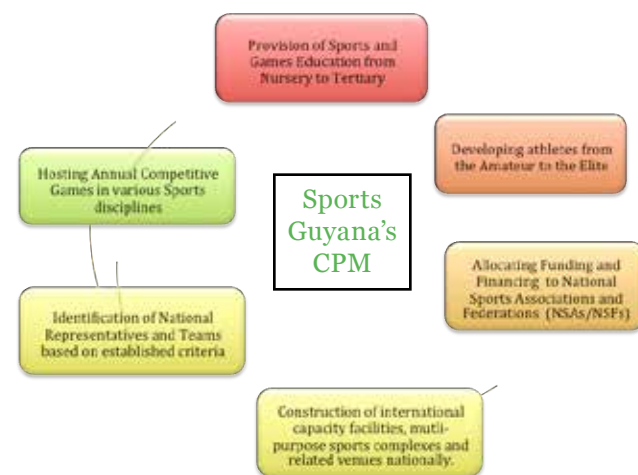 Provision of Sports and
Games Education from
Nursery to Tertiary
Developing athletes from
the Amateur to the Elite
Allocating Funding and
Financing to National
Sports Associations and
Federations (NSAs/NSFs)
Construction of international
capacity facilities, mutli-
purpose sports complexes and
related venues nationally.
Identification of National
Representatives and Teams
based on established criteria
Hosting Annual Competitive
Games in various Sports
disciplines
Sports
Guyana's
CPM